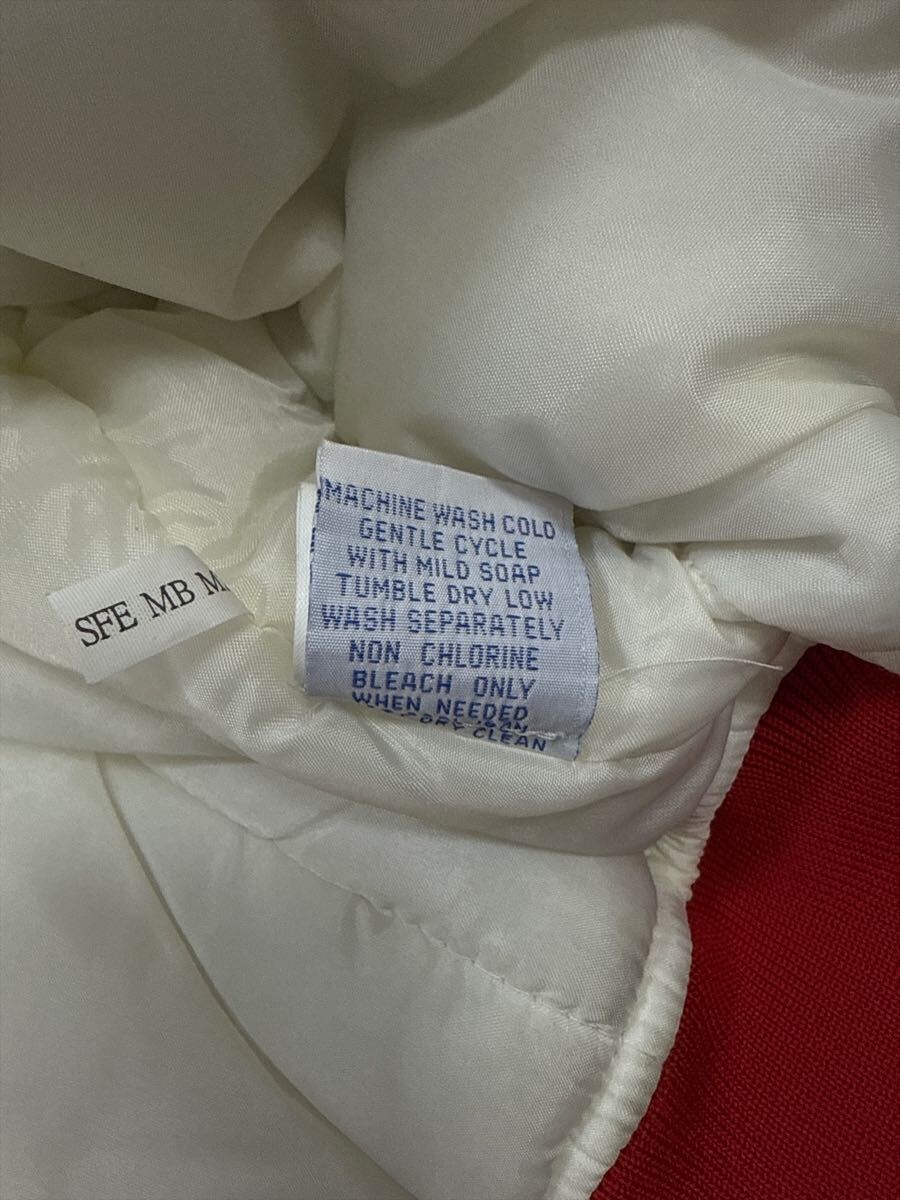 MACHINE WASH COLD
GENTLE CYCLE
WITH MILD SOAP
TUMBLE DRY LOW
WASH SEPARATELY
NON CHLORINE
BLEACH ONLY
WHEN NEEDED
CLEAN
SFE MB